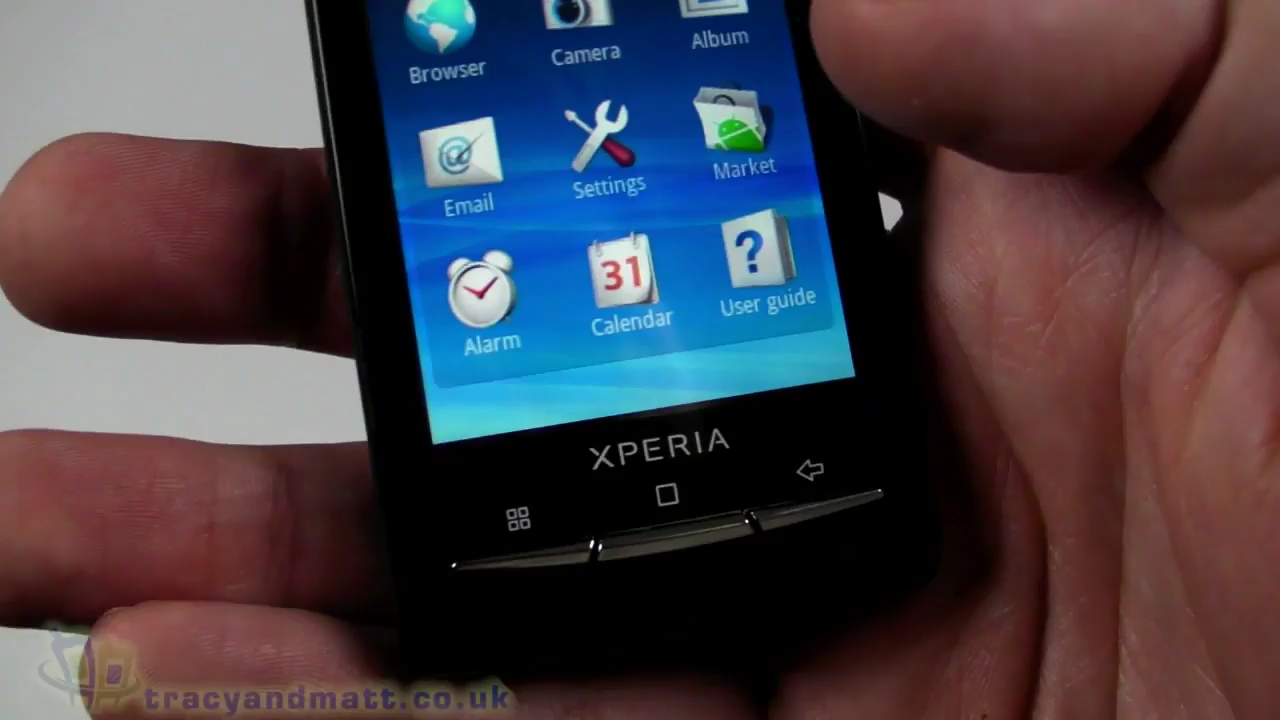 Browser
Camera
Album
Email
Settings
Market
31
?
Alarm
Calendar
User guide
XPERIA
tracyandmatt.co.uk